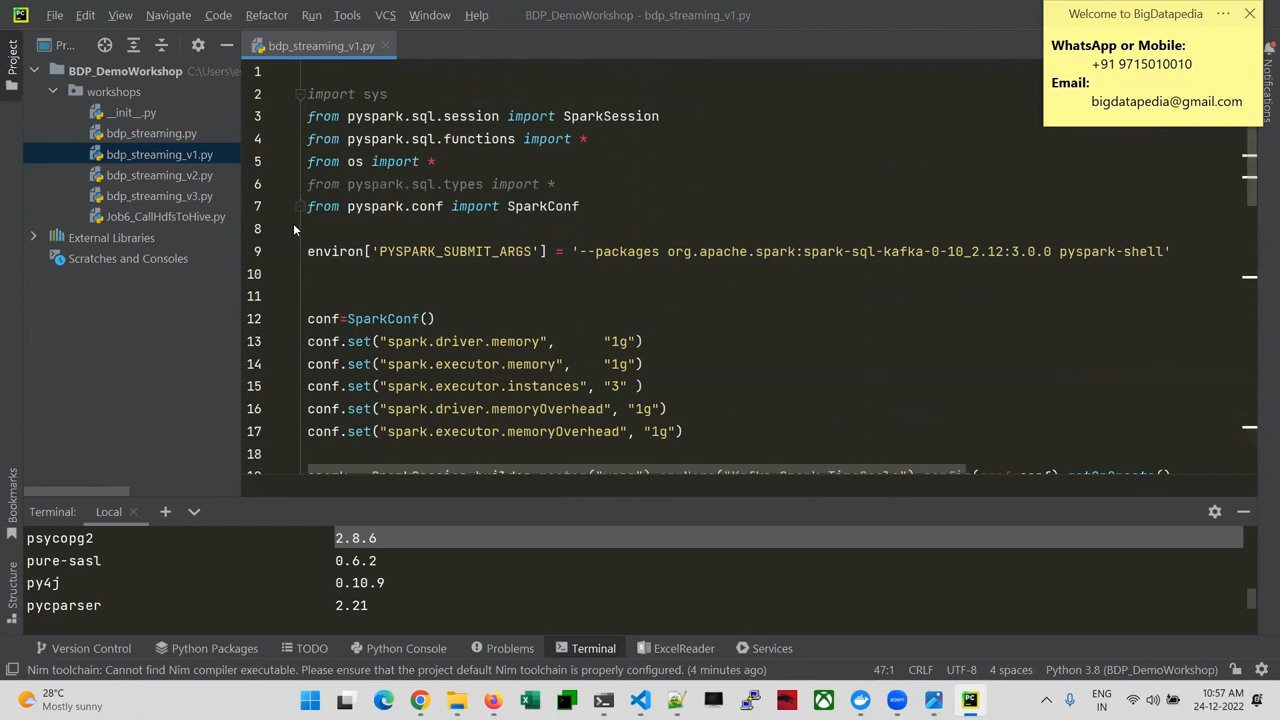 File Edit View Navigate Code Refactor Run Tools VCS Window Help BDP_DemoWorkshop - bdp_streaming_v1.py
Welcome to BigDatapedia
WhatsApp or Mobile:
+91 9715010010
Email:
bigdatapedia@gmail.com
Project
Pr...
bdp_streaming_v1.py
Notifications
BDP_DemoWorkshop C:\Users\e
workshops
__init__.py
bdp_streaming.py
bdp_streaming_v1.py
bdp_streaming_v2.py
bdp_streaming_v3.py
Job6_CallHdfsToHive.py
External Libraries
Scratches and Consoles
1
2 import sys
3 from pyspark.sql.session import SparkSession
4 from pyspark.sql.functions import *
5 from os import *
6 from pyspark.sql.types import *
7 from pyspark.conf import SparkConf
8
9 environ['PYSPARK_SUBMIT_ARGS'] = '--packages org.apache.spark:spark-sql-kafka-0-10_2.12:3.0.0 pyspark-shell'
10
11
12 conf=SparkConf()
13 conf.set("spark.driver.memory", "1g")
14 conf.set("spark.executor.memory", "1g")
15 conf.set("spark.executor.instances", "3" )
16 conf.set("spark.driver.memoryOverhead", "1g")
17 conf.set("spark.executor.memoryOverhead", "1g")
18
Bookmarks
Structure
Terminal: Local
psycopg2 2.8.6
pure-sasl 0.6.2
py4j 0.10.9
pycparser 2.21
Version Control Python Packages TODO Python Console Problems Terminal ExcelReader Services
Nim toolchain: Cannot find Nim compiler executable. Please ensure that the project default Nim toolchain is properly configured. (4 minutes ago) 47:1 CRLF UTF-8 4 spaces Python 3.8 (BDP_DemoWorkshop)
28°C
Mostly sunny
ENG
IN
10:57 AM
24-12-2022